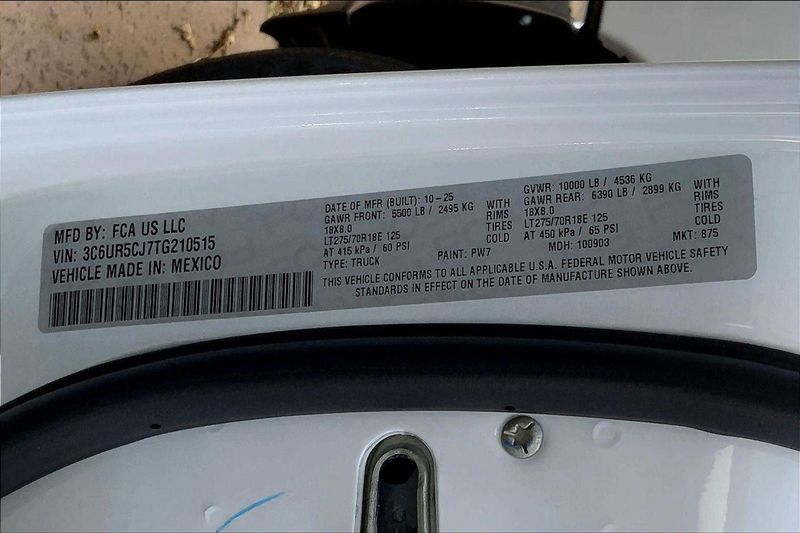 MFD BY: FCA US LLC
VIN: 3C6UR5CJ7TG210515
VEHICLE MADE IN: MEXICO
DATE OF MFR (BUILT): 10-25
GAWR FRONT: 5500 LB / 2495 KG WITH
18X8.0 RIMS
LT275/70R18E 125 TIRES
AT 415 kPa / 60 PSI COLD
TYPE: TRUCK PAINT: PW7
GVWR: 10000 LB / 4536 KG
GAWR REAR: 6390 LB / 2899 KG WITH
18X8.0 RIMS
LT275/70R18E 125 TIRES
AT 450 kPa / 65 PSI COLD
MDH: 100903 MKT: 875
THIS VEHICLE CONFORMS TO ALL APPLICABLE U.S.A. FEDERAL MOTOR VEHICLE SAFETY
STANDARDS IN EFFECT ON THE DATE OF MANUFACTURE SHOWN ABOVE.